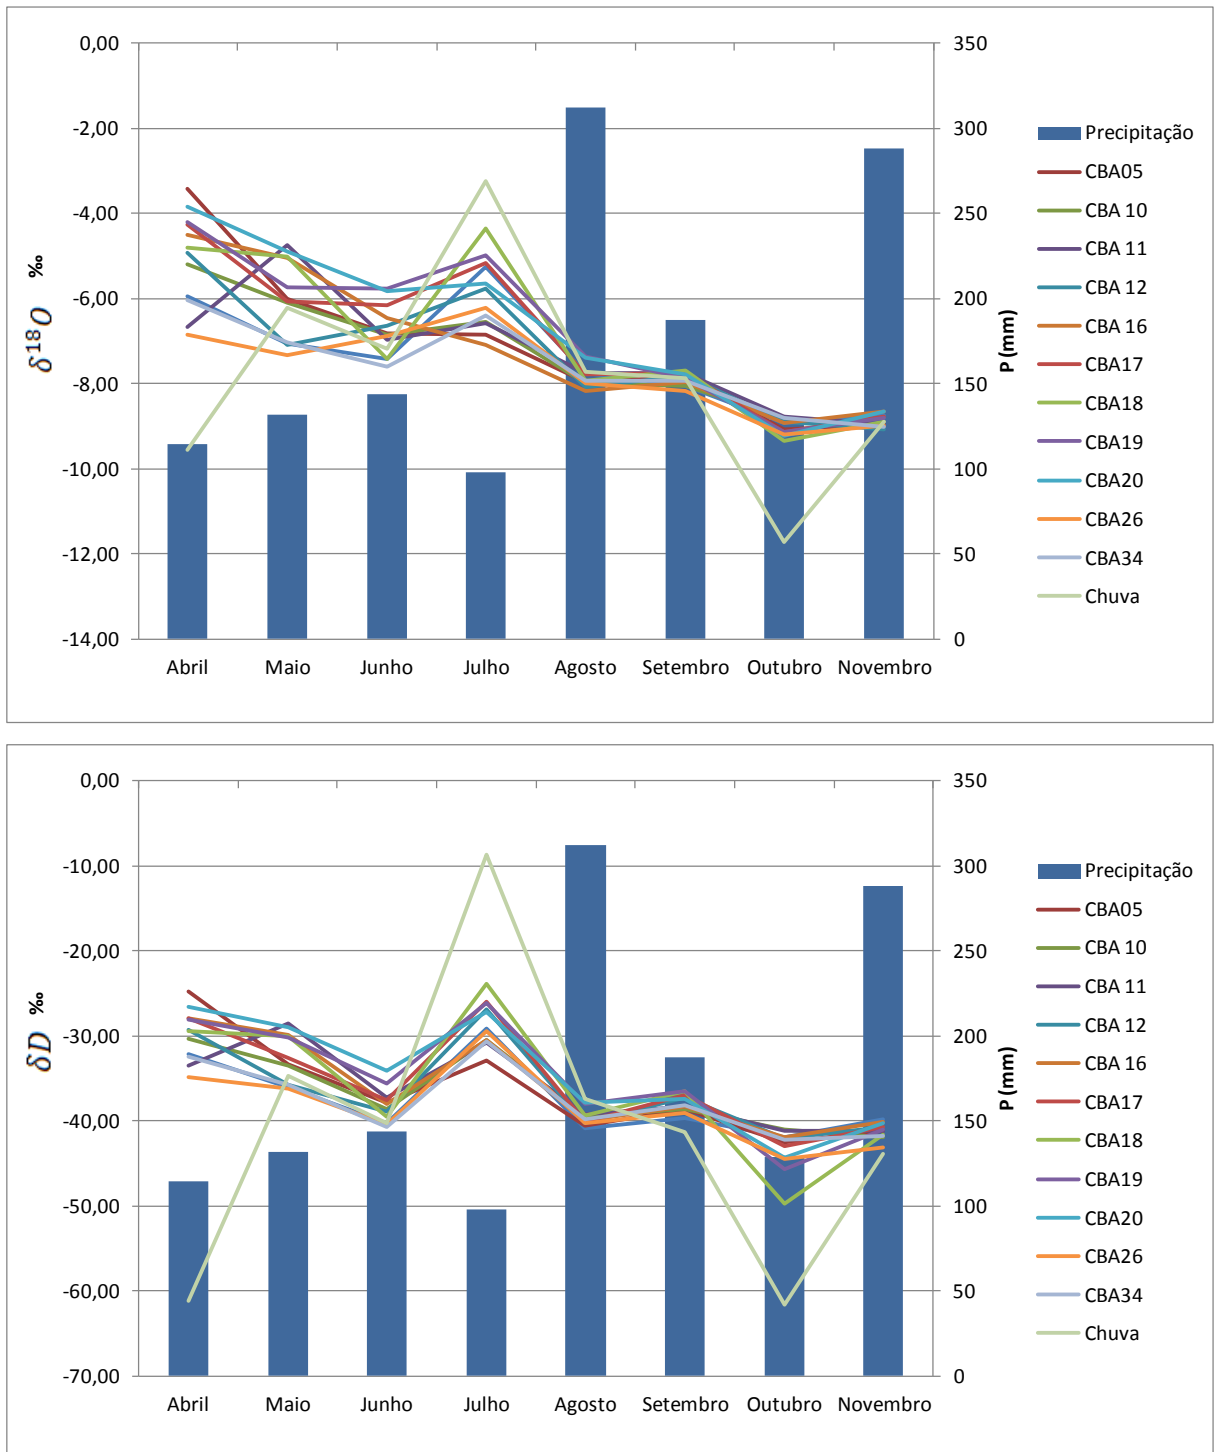 0,00
-2,00
-4,00
-6,00
-8,00
-10,00
-12,00
-14,00
δ¹⁸O ‰
350
300
250
200
150
100
50
0
P (mm)
Abril Maio Junho Julho Agosto Setembro Outubro Novembro
Precipitação
CBA05
CBA 10
CBA 11
CBA 12
CBA 16
CBA17
CBA18
CBA19
CBA20
CBA26
CBA34
Chuva
0,00
-10,00
-20,00
-30,00
-40,00
-50,00
-60,00
-70,00
δD ‰
350
300
250
200
150
100
50
0
P (mm)
Abril Maio Junho Julho Agosto Setembro Outubro Novembro
Precipitação
CBA05
CBA 10
CBA 11
CBA 12
CBA 16
CBA17
CBA18
CBA19
CBA20
CBA26
CBA34
Chuva